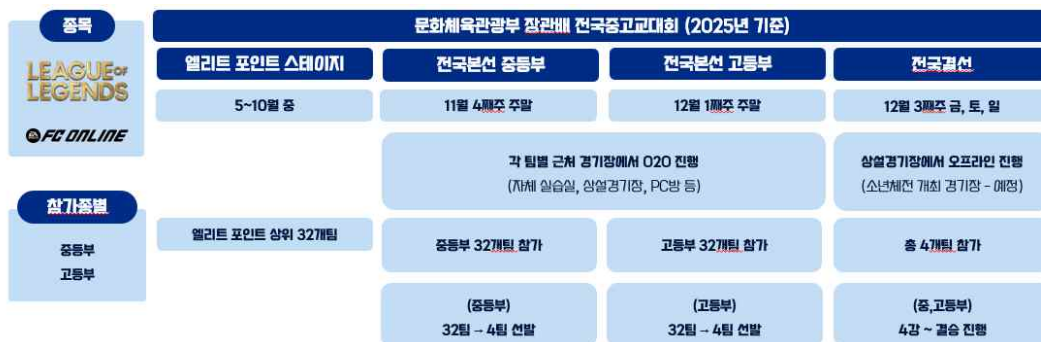 종목
LEAGUE OF
LEGENDS
EA FC ONLINE
참가종별
중등부
고등부
문화체육관광부 장관배 전국중고교대회 (2025년 기준)
엘리트 포인트 스테이지
전국본선 중등부
전국본선 고등부
전국결선
5~10월 중
11월 4째주 주말
12월 1째주 주말
12월 3째주 금, 토, 일
각 팀별 근처 경기장에서 O2O 진행
(자체 실습실, 상설경기장, PC방 등)
상설경기장에서 오프라인 진행
(소년체전 개최 경기장 - 예정)
엘리트 포인트 상위 32개팀
중등부 32개팀 참가
고등부 32개팀 참가
총 4개팀 참가
(중등부)
32팀 → 4팀 선발
(고등부)
32팀 → 4팀 선발
(중,고등부)
4강 ~ 결승 진행